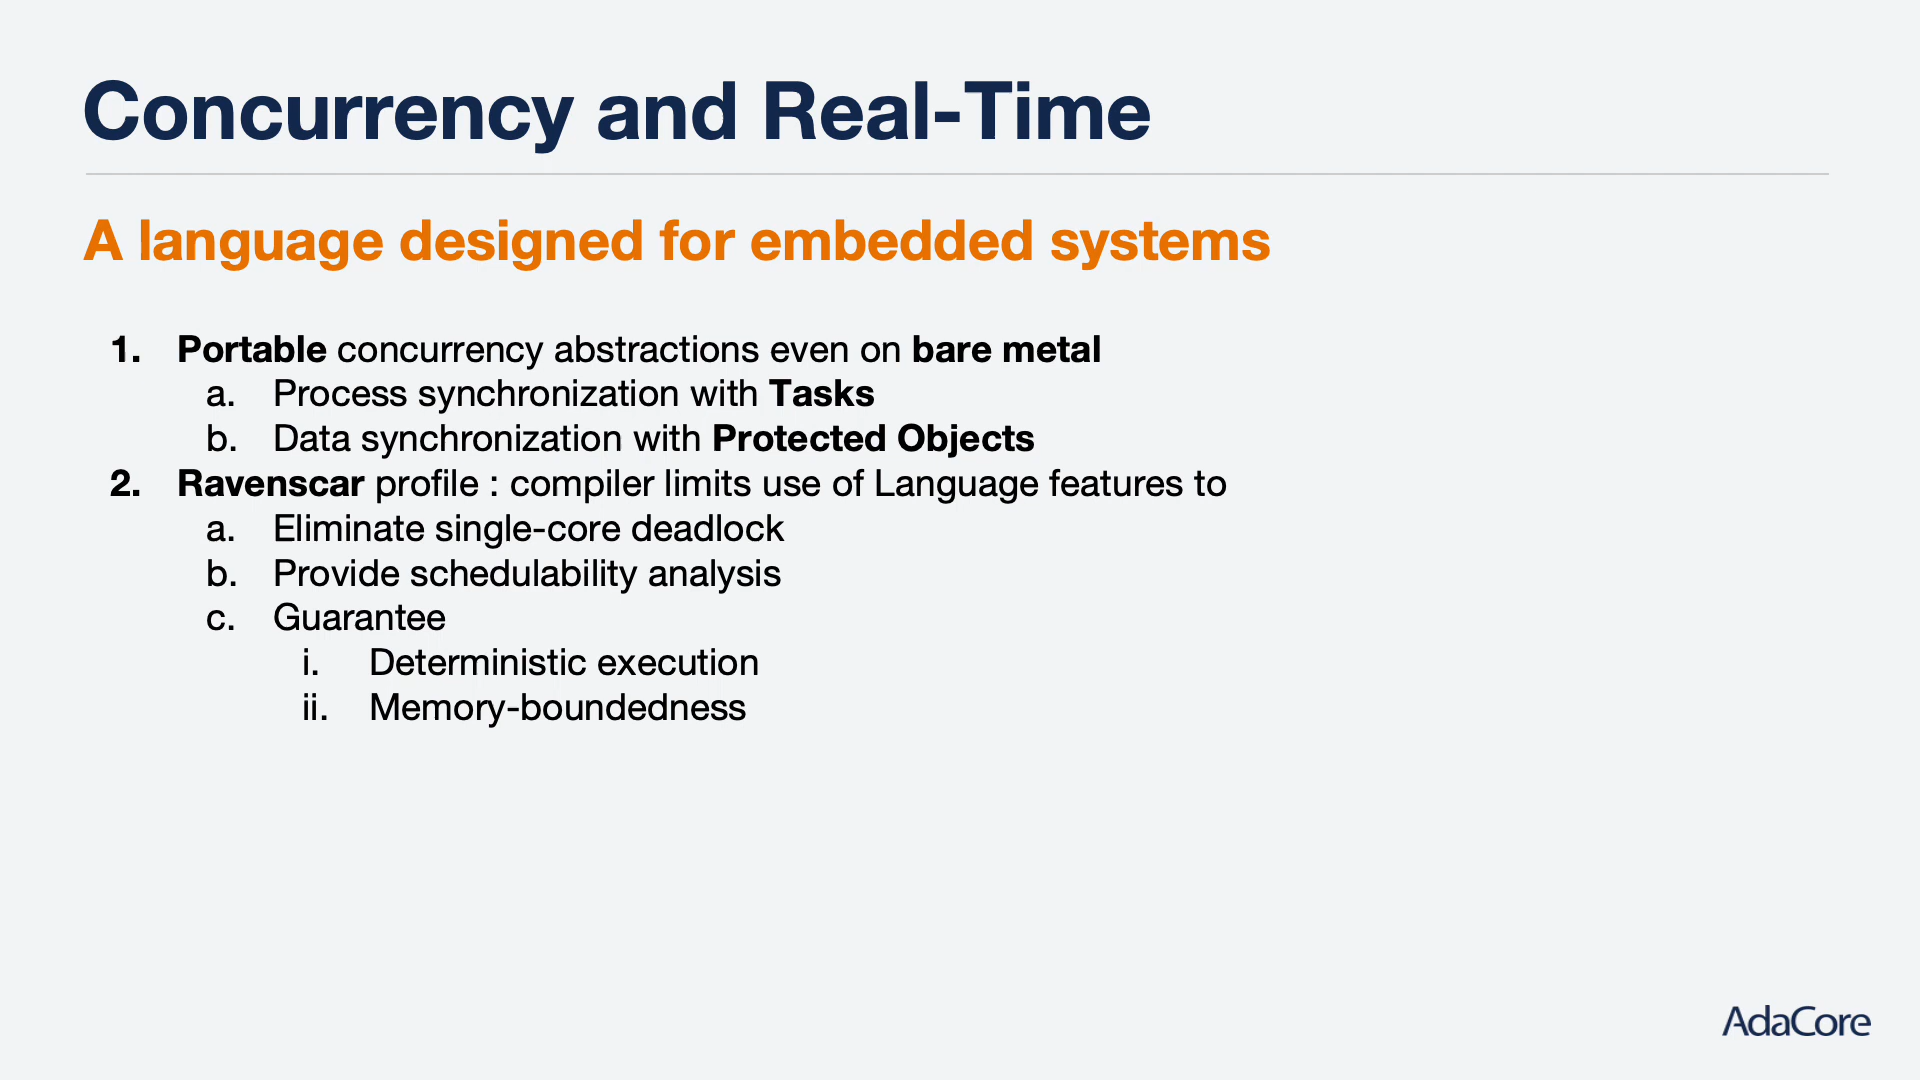 Concurrency and Real-Time
A language designed for embedded systems
1. Portable concurrency abstractions even on bare metal
a. Process synchronization with Tasks
b. Data synchronization with Protected Objects
2. Ravenscar profile : compiler limits use of Language features to
a. Eliminate single-core deadlock
b. Provide schedulability analysis
c. Guarantee
i. Deterministic execution
ii. Memory-boundedness
AdaCore